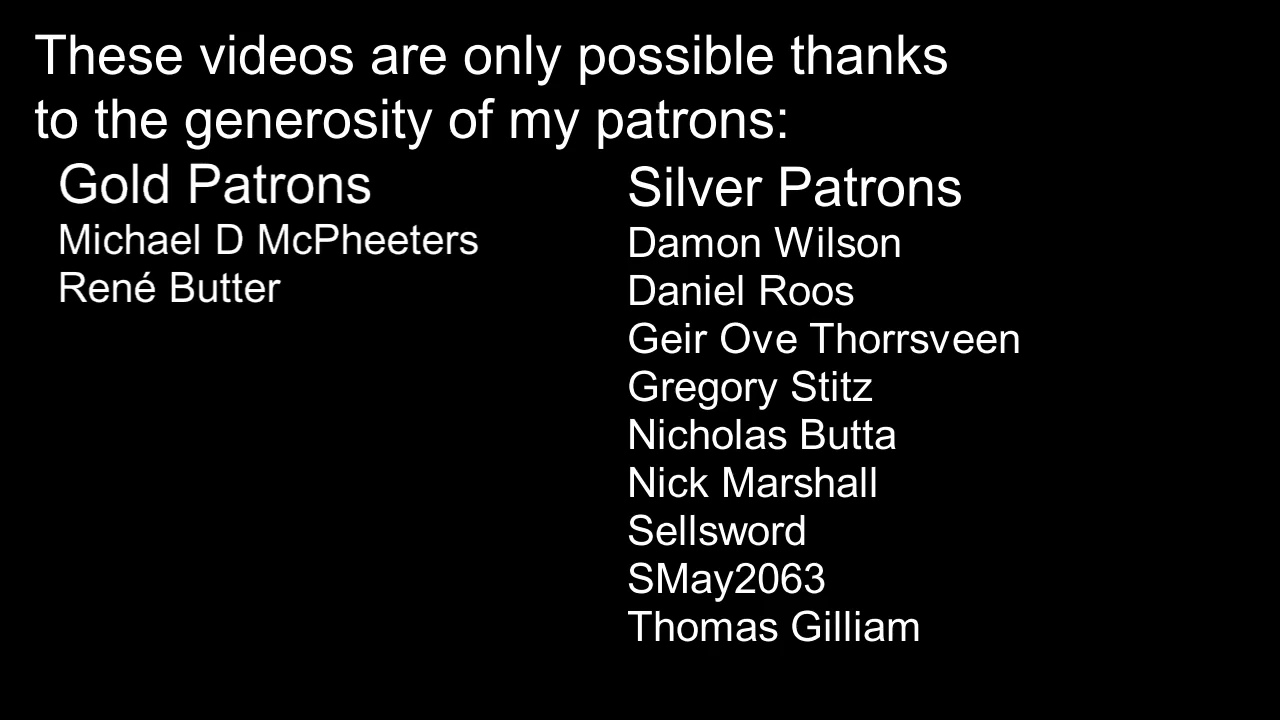 These videos are only possible thanks
to the generosity of my patrons:
Gold Patrons
Michael D McPheeters
René Butter
Silver Patrons
Damon Wilson
Daniel Roos
Geir Ove Thorrsveen
Gregory Stitz
Nicholas Butta
Nick Marshall
Sellsword
SMay2063
Thomas Gilliam